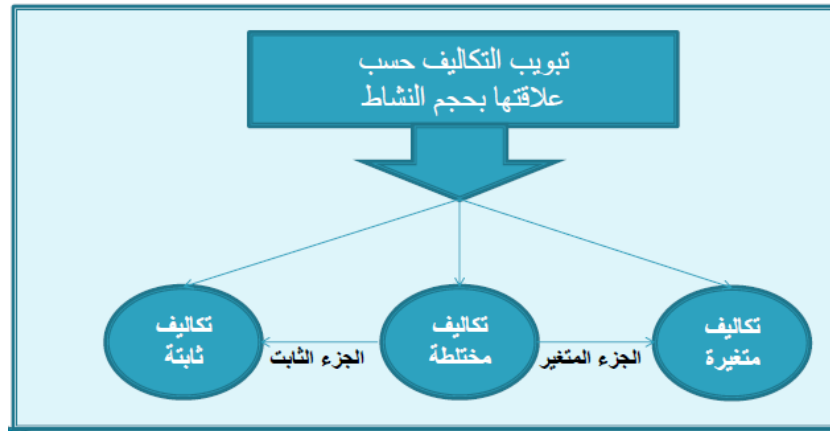 تبويب التكاليف حسب
علاقتها بحجم النشاط
تكاليف
متغيرة
الجزء المتغير
تكاليف
مختلطة
الجزء الثابت
تكاليف
ثابتة